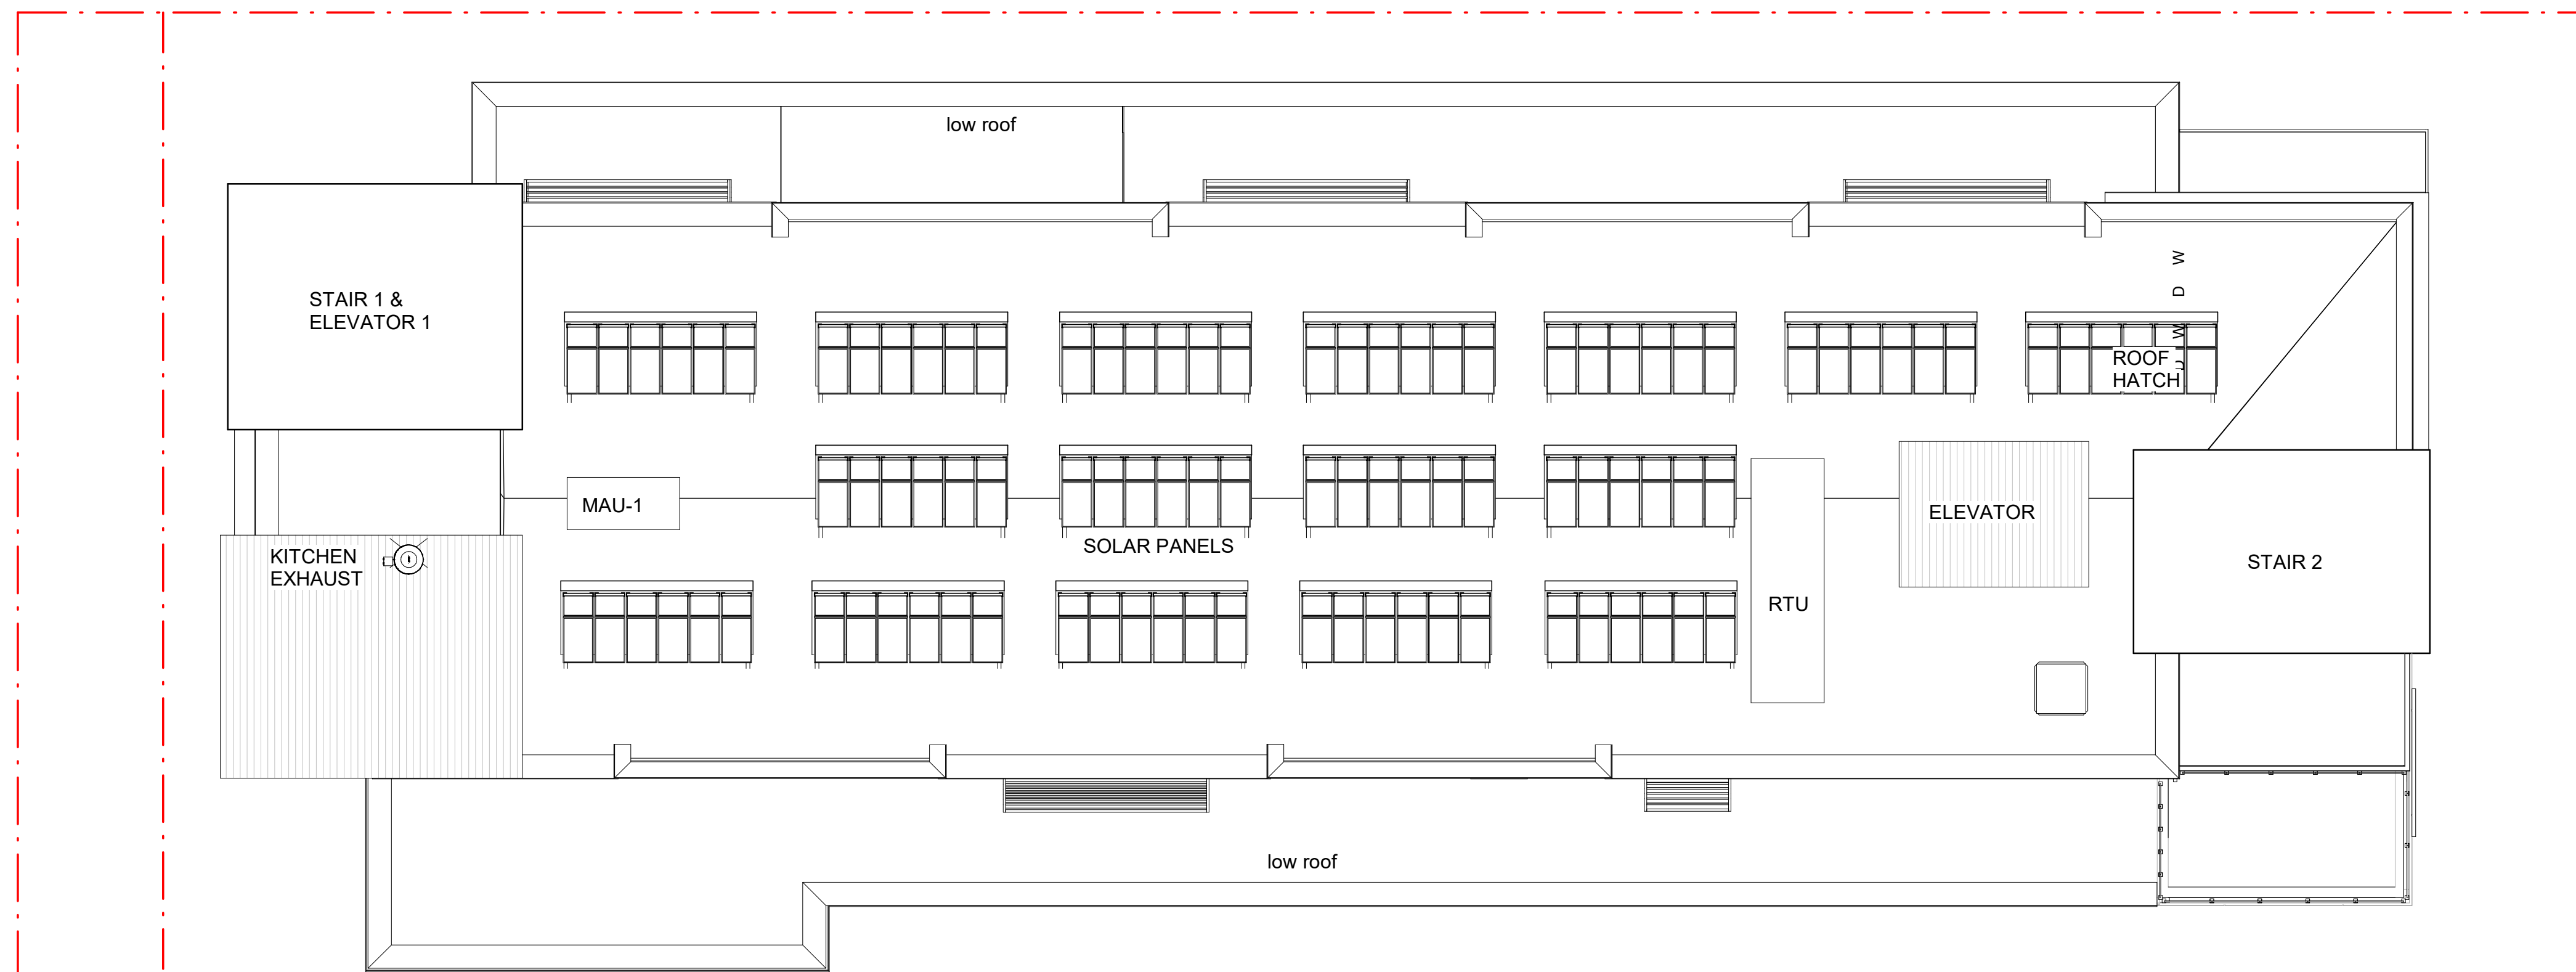 low roof
STAIR 1 &
ELEVATOR 1
D W
U W
ROOF
HATCH
MAU-1
ELEVATOR
SOLAR PANELS
KITCHEN
EXHAUST
STAIR 2
RTU
low roof